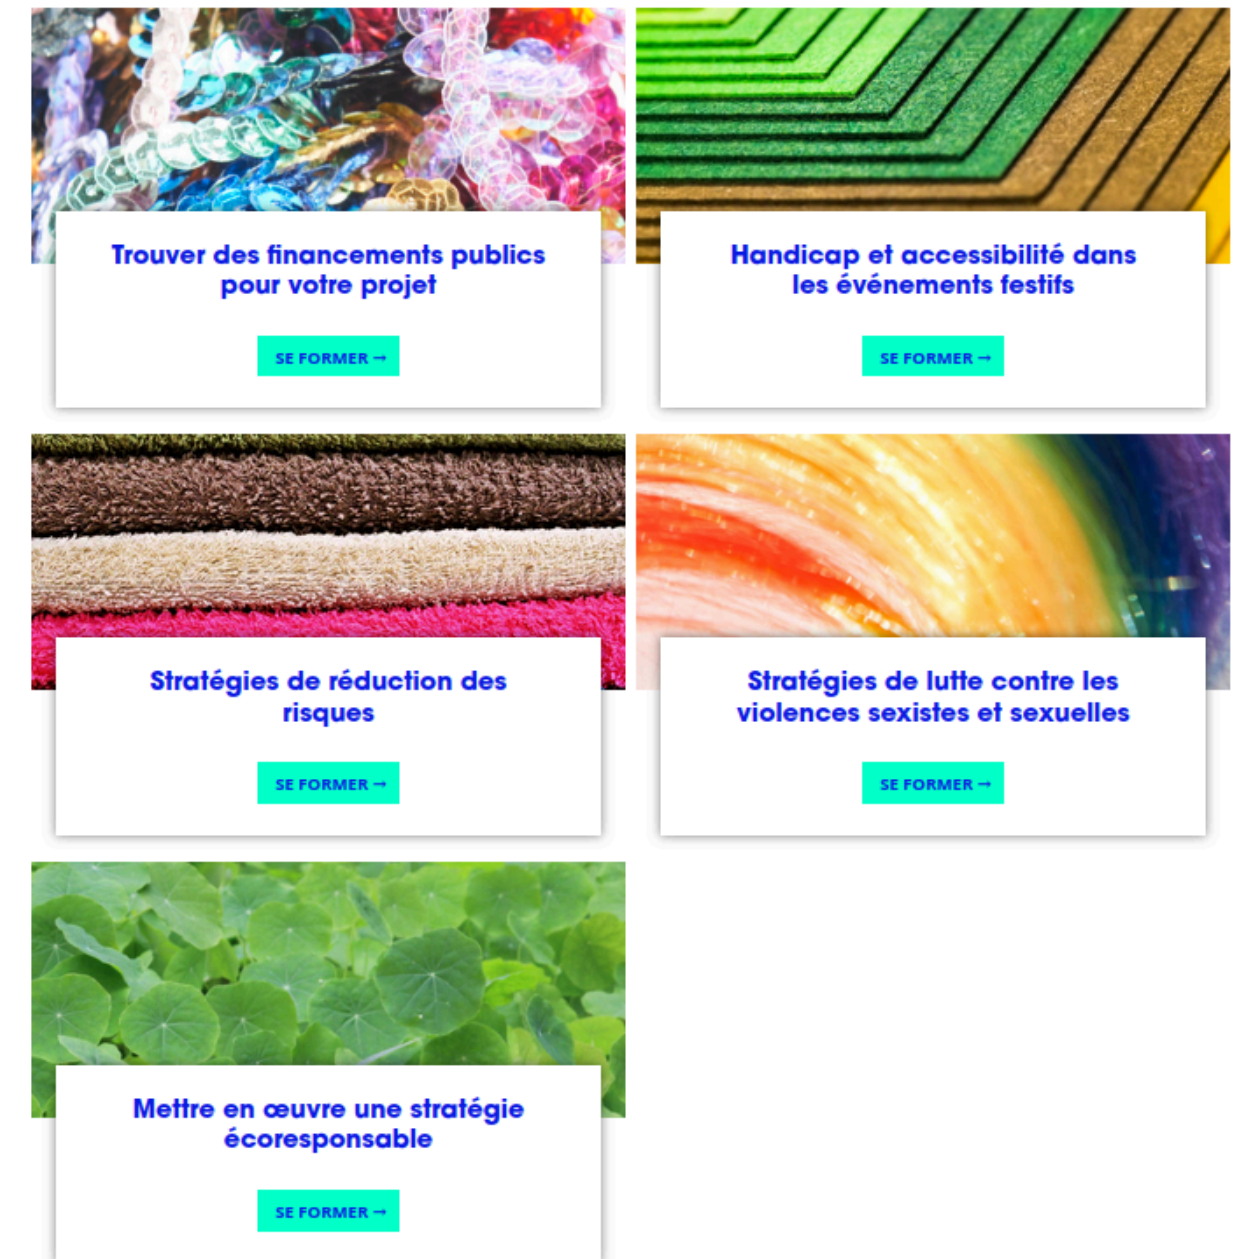 Trouver des financements publics
pour votre projet
SE FORMER →
Handicap et accessibilité dans
les événements festifs
SE FORMER →
Stratégies de réduction des
risques
SE FORMER →
Stratégies de lutte contre les
violences sexistes et sexuelles
SE FORMER →
Mettre en œuvre une stratégie
écoresponsable
SE FORMER →